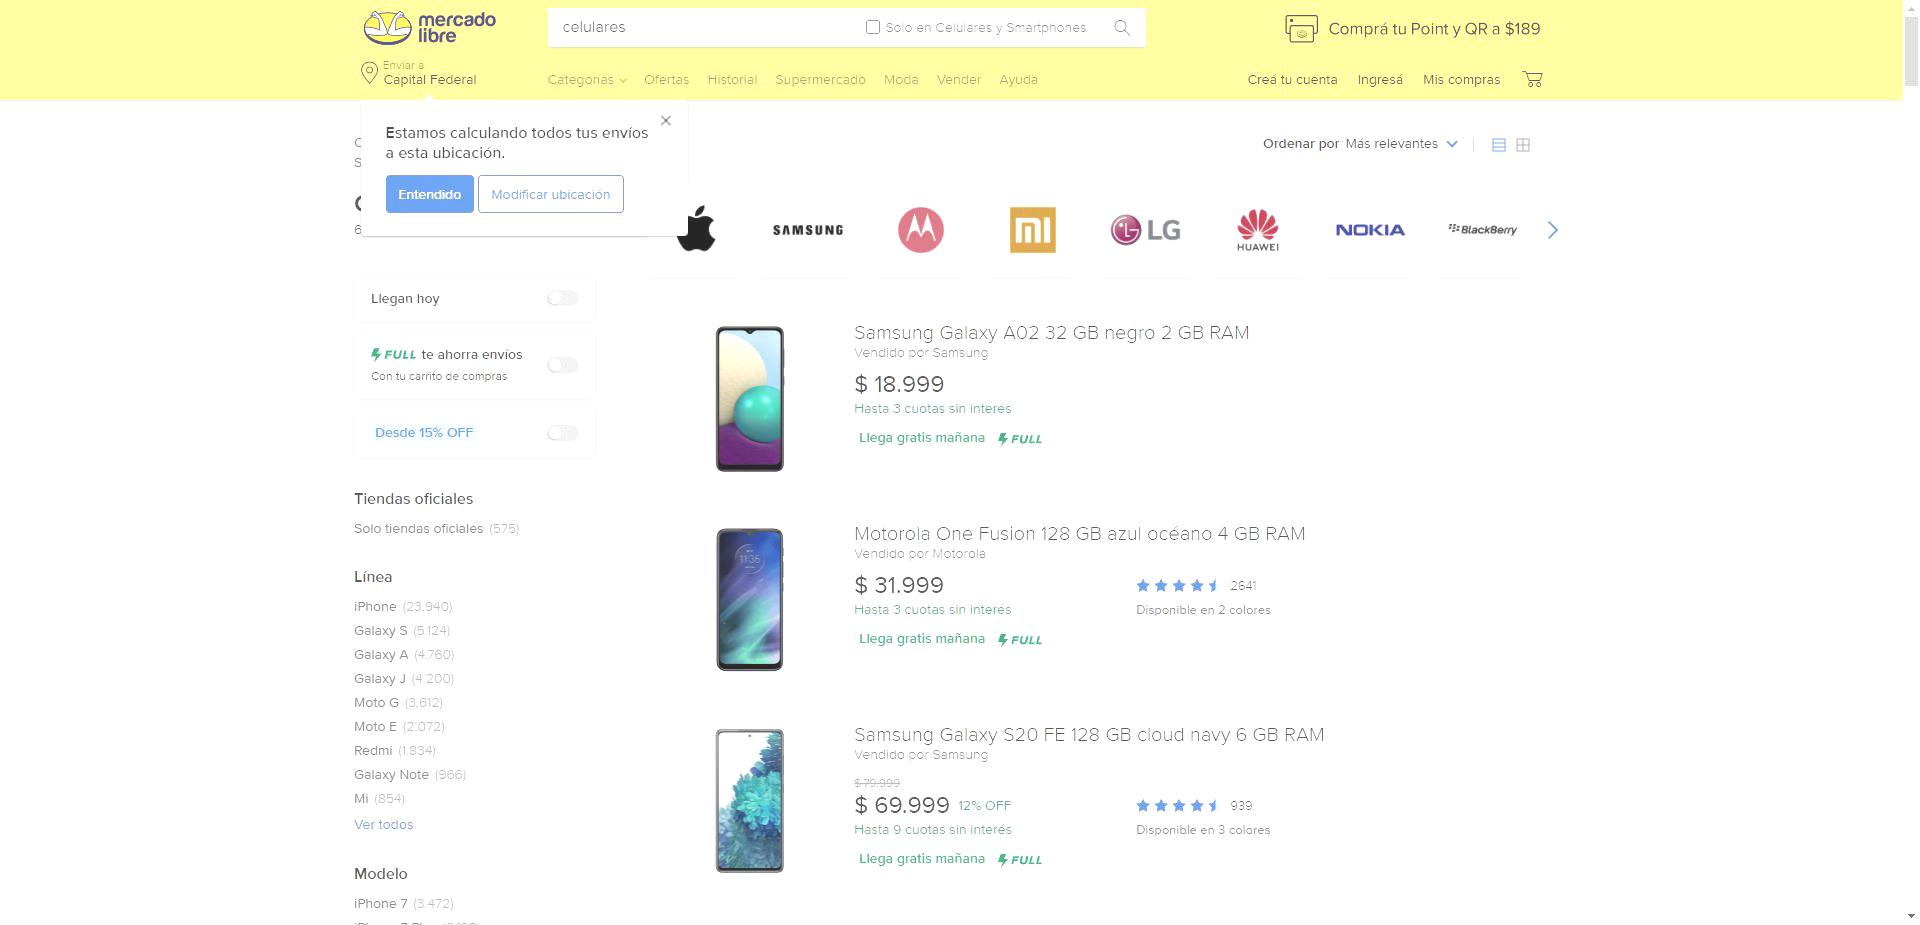 mercado
libre
celulares
Solo en Celulares y Smartphones
Comprá tu Point y QR a $189
Enviar a
Capital Federal
Categorías
Ofertas
Historial
Supermercado
Moda
Vender
Ayuda
Creá tu cuenta
Ingresá
Mis compras
Estamos calculando todos tus envíos
a esta ubicación.
Entendido
Modificar ubicación
Ordenar por Más relevantes
SAMSUNG
mi
LG
HUAWEI
NOKIA
BlackBerry
Llegan hoy
FULL te ahorra envíos
Con tu carrito de compras
Desde 15% OFF
Tiendas oficiales
Solo tiendas oficiales (575)
Línea
iPhone (23.940)
Galaxy S (5.124)
Galaxy A (4.760)
Galaxy J (4.200)
Moto G (3.612)
Moto E (2.072)
Redmi (1.834)
Galaxy Note (966)
Mi (854)
Ver todos
Modelo
iPhone 7 (3.472)
Samsung Galaxy A02 32 GB negro 2 GB RAM
Vendido por Samsung
$ 18.999
Hasta 3 cuotas sin interés
Llega gratis mañana FULL
11:35
Motorola One Fusion 128 GB azul océano 4 GB RAM
Vendido por Motorola
$ 31.999
2641
Hasta 3 cuotas sin interés
Disponible en 2 colores
Llega gratis mañana FULL
Samsung Galaxy S20 FE 128 GB cloud navy 6 GB RAM
Vendido por Samsung
$ 79.999
$ 69.999 12% OFF
939
Hasta 9 cuotas sin interés
Disponible en 3 colores
Llega gratis mañana FULL